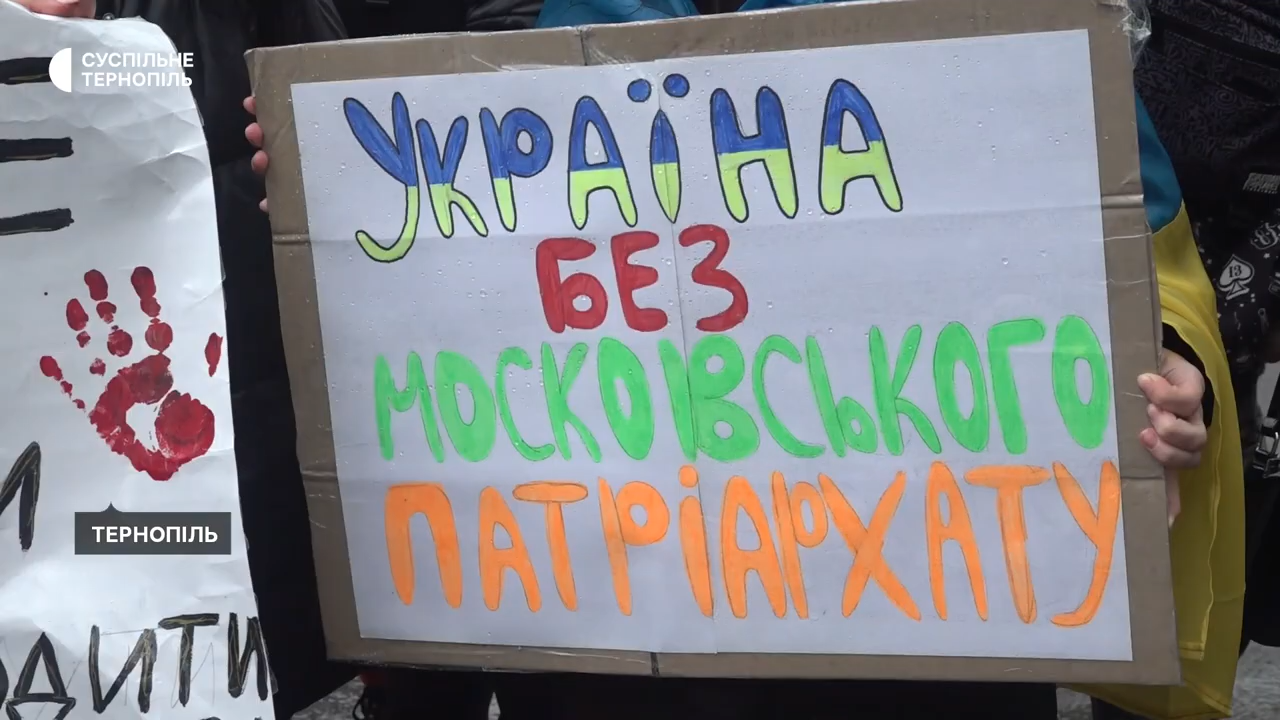 СУСПІЛЬНЕ
ТЕРНОПІЛЬ
УКРАЇНА
БЕЗ
МОСКОВСЬКОГО
ПАТРІАРХАТУ
ТЕРНОПІЛЬ